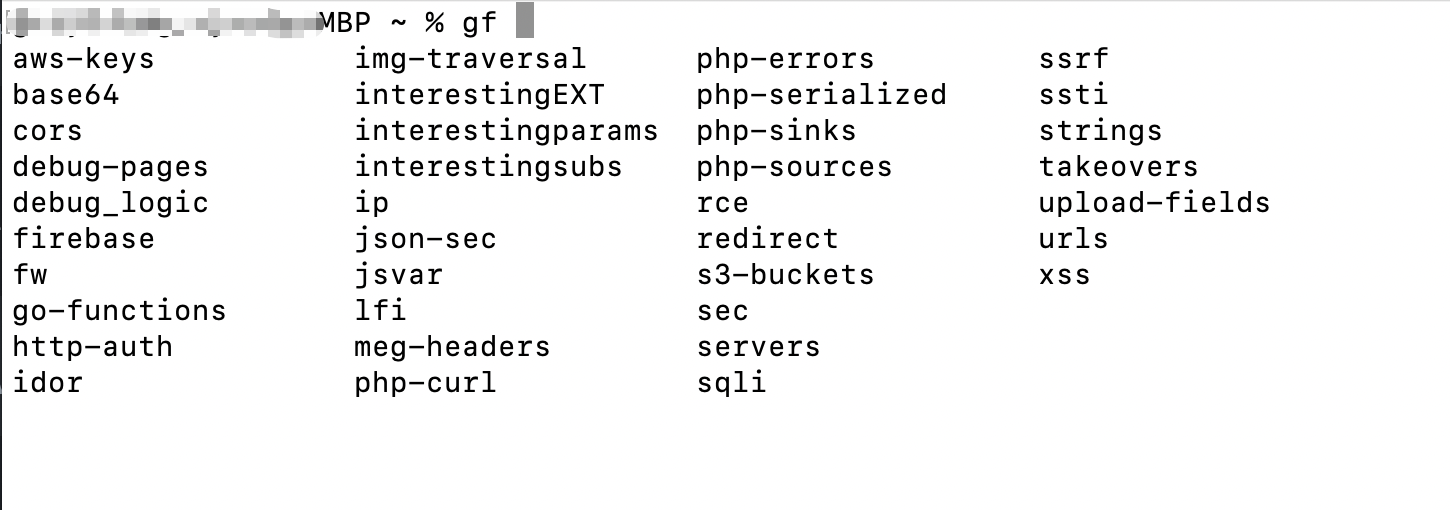 MBP ~ % gf
aws-keys img-traversal php-errors ssrf
base64 interestingEXT php-serialized ssti
cors interestingparams php-sinks strings
debug-pages interestingsubs php-sources takeovers
debug_logic ip rce upload-fields
firebase json-sec redirect urls
fw jsvar s3-buckets xss
go-functions lfi sec
http-auth meg-headers servers
idor php-curl sqli